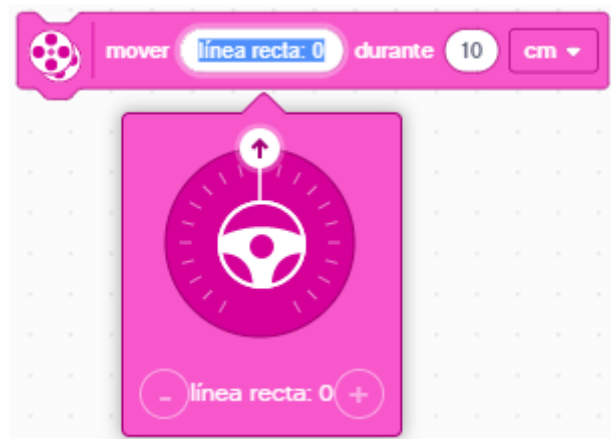 mover línea recta: 0 durante 10 cm
- línea recta: 0 +